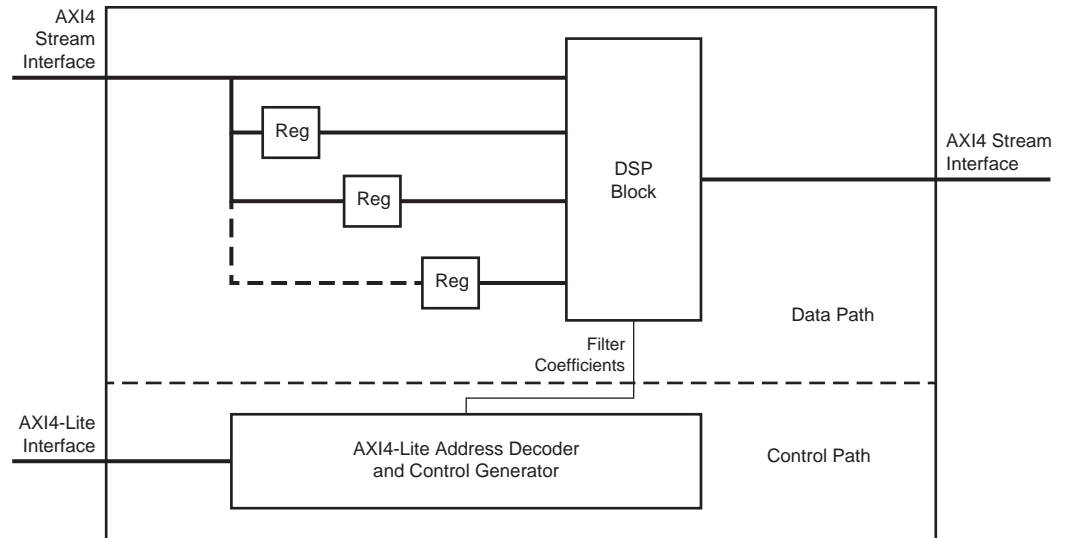 AXI4
Stream
Interface
Reg
Reg
Reg
DSP
Block
AXI4 Stream
Interface
Data Path
Filter
Coefficients
AXI4-Lite
Interface
AXI4-Lite Address Decoder
and Control Generator
Control Path